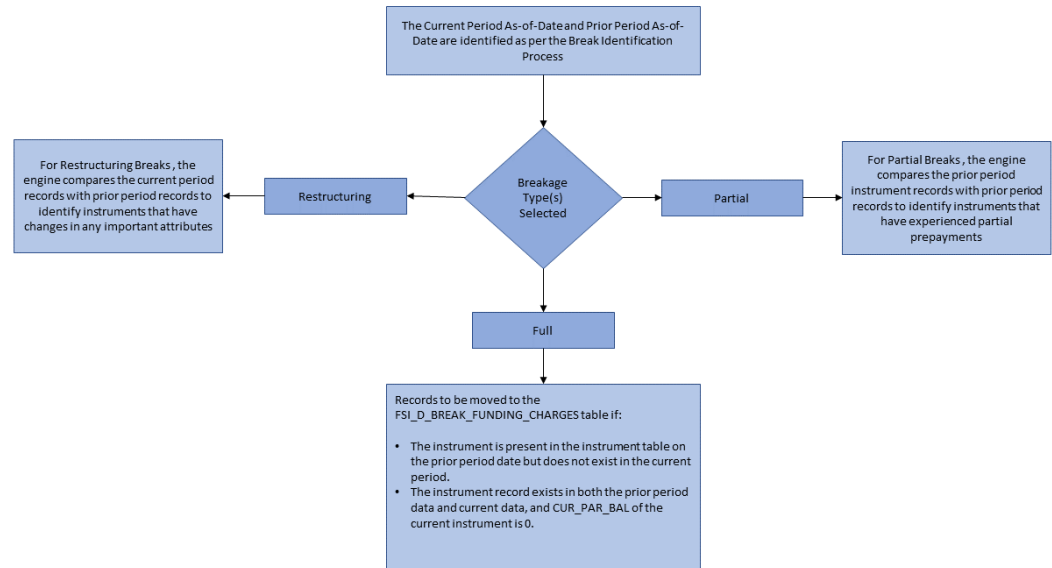 The Current Period As-of-Date and Prior Period As-of-
Date are identified as per the Break Identification
Process
For Restructuring Breaks , the
engine compares the current period
records with prior period records to
identify instruments that have
changes in any important attributes
Restructuring
Breakage
Type(s)
Selected
Partial
For Partial Breaks , the engine
compares the prior period
instrument records with prior period
records to identify instruments that
have experienced partial
prepayments
Full
Records to be moved to the
FSI_D_BREAK_FUNDING_CHARGES table if:
• The instrument is present in the instrument table on
the prior period date but does not exist in the current
period.
• The instrument record exists in both the prior period
data and current data, and CUR_PAR_BAL of the
current instrument is 0.